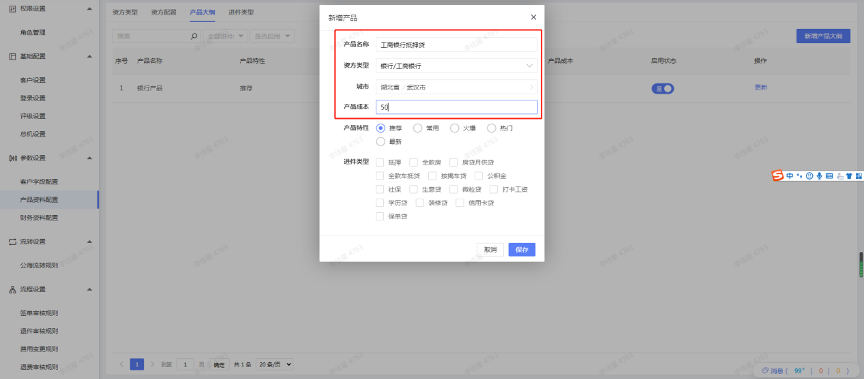 权限设置
角色管理
基础配置
客户设置
登录设置
评级设置
总机设置
参数设置
客户字段配置
产品资料配置
财务资料配置
流转设置
公海流转规则
流程设置
签单审核规则
退件审核规则
费用变更规则
退费审核规则
资方类型 资方配置 产品大纲 进件类型
搜索 全部进件 是否启用
新增产品大纲
序号 产品名称 产品特性 产品成本 启用状态 操作
1 银行产品 推荐 是 更新
新增产品
产品名称 工商银行抵押贷
资方类型 银行/工商银行
城市 湖北省 / 武汉市
产品成本 50
产品特性 推荐 常用 火爆 热门
最新
进件类型 抵押 全款房 房贷月供贷
全款车抵贷 按揭车贷 公积金
社保 生意贷 微粒贷 打卡工资
学历贷 装修贷 信用卡贷
保单贷
取消 保存
1 到第 1 页 确定 共 1 条 20 条/页
中
消息 ( 99+ | 0 | 0 )